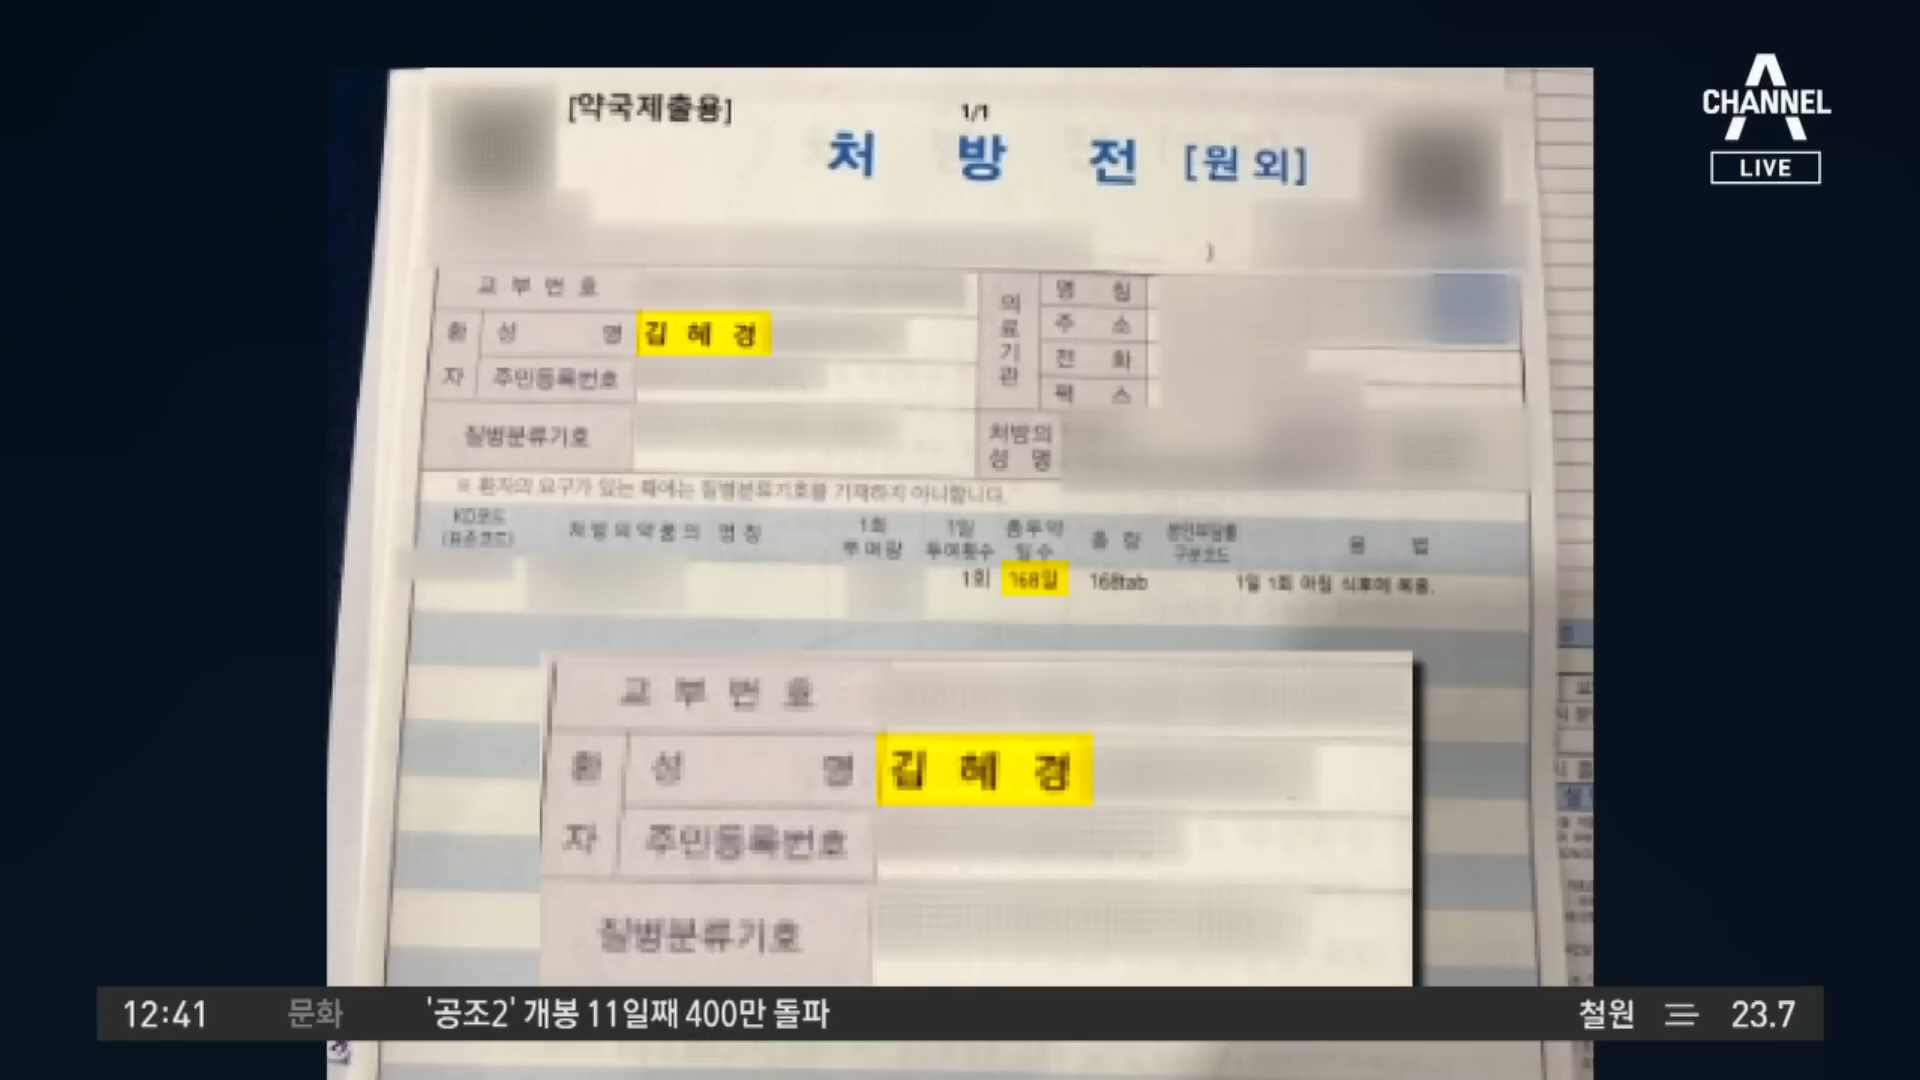 CHANNEL A
LIVE
[약국제출용]
1/1
처 방 전 [원 외]
교 부 번 호
환 자
성 명
김 혜 경
주민등록번호
의료기관
명 칭
주 소
전 화
팩 스
질병분류기호
처방의 성 명
※ 환자의 요구가 있는 때에는 질병분류기호를 기재하지 아니합니다.
KD코드 (표준코드)
처 방 의 약 품 의 명 칭
1회 투여량
1일 투여횟수
총투약 일수
총 량
본인부담률 구분코드
용 법
1회
168일
168tab
1일 1회 아침 식후에 복용.
교 부 번 호
환 자
성 명
김 혜 경
주민등록번호
질병분류기호
12:41
문화
'공조2' 개봉 11일째 400만 돌파
철원
23.7